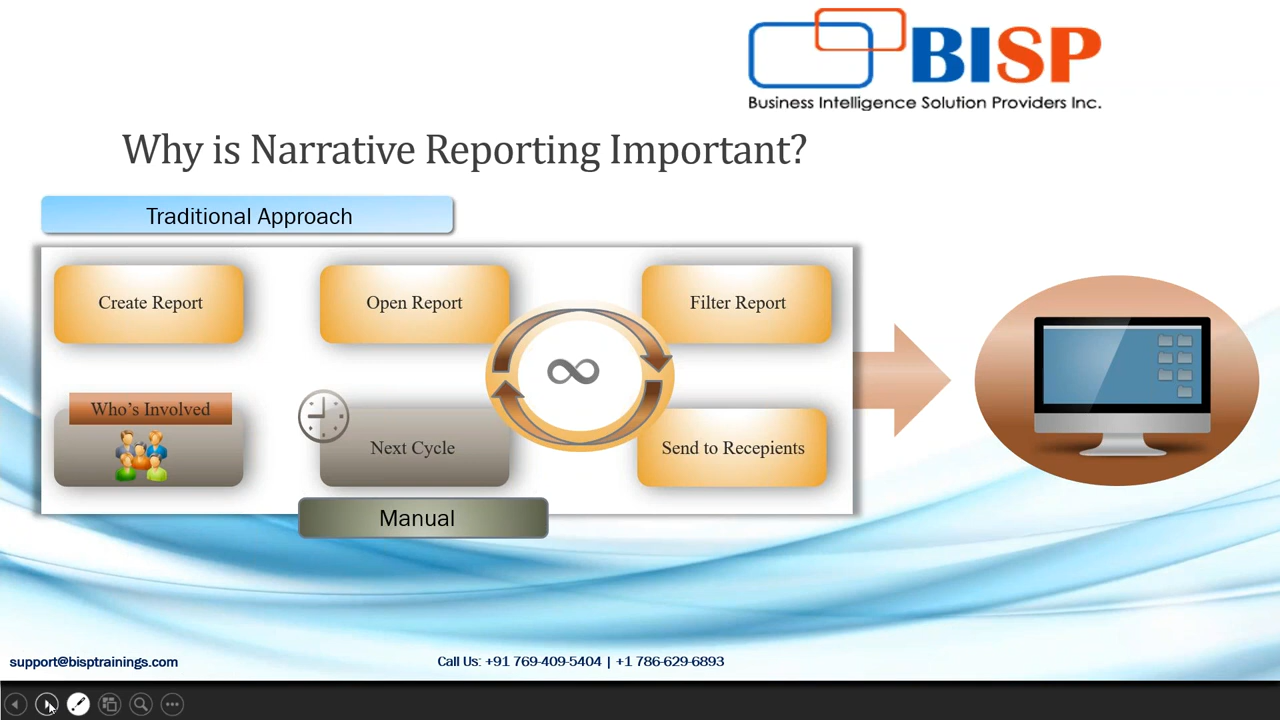 BISP
Business Intelligence Solution Providers Inc.
Why is Narrative Reporting Important?
Traditional Approach
Create Report
Open Report
Filter Report
Who's Involved
Next Cycle
Send to Recepients
Manual
support@bisptrainings.com
Call Us: +91 769-409-5404 | +1 786-629-6893